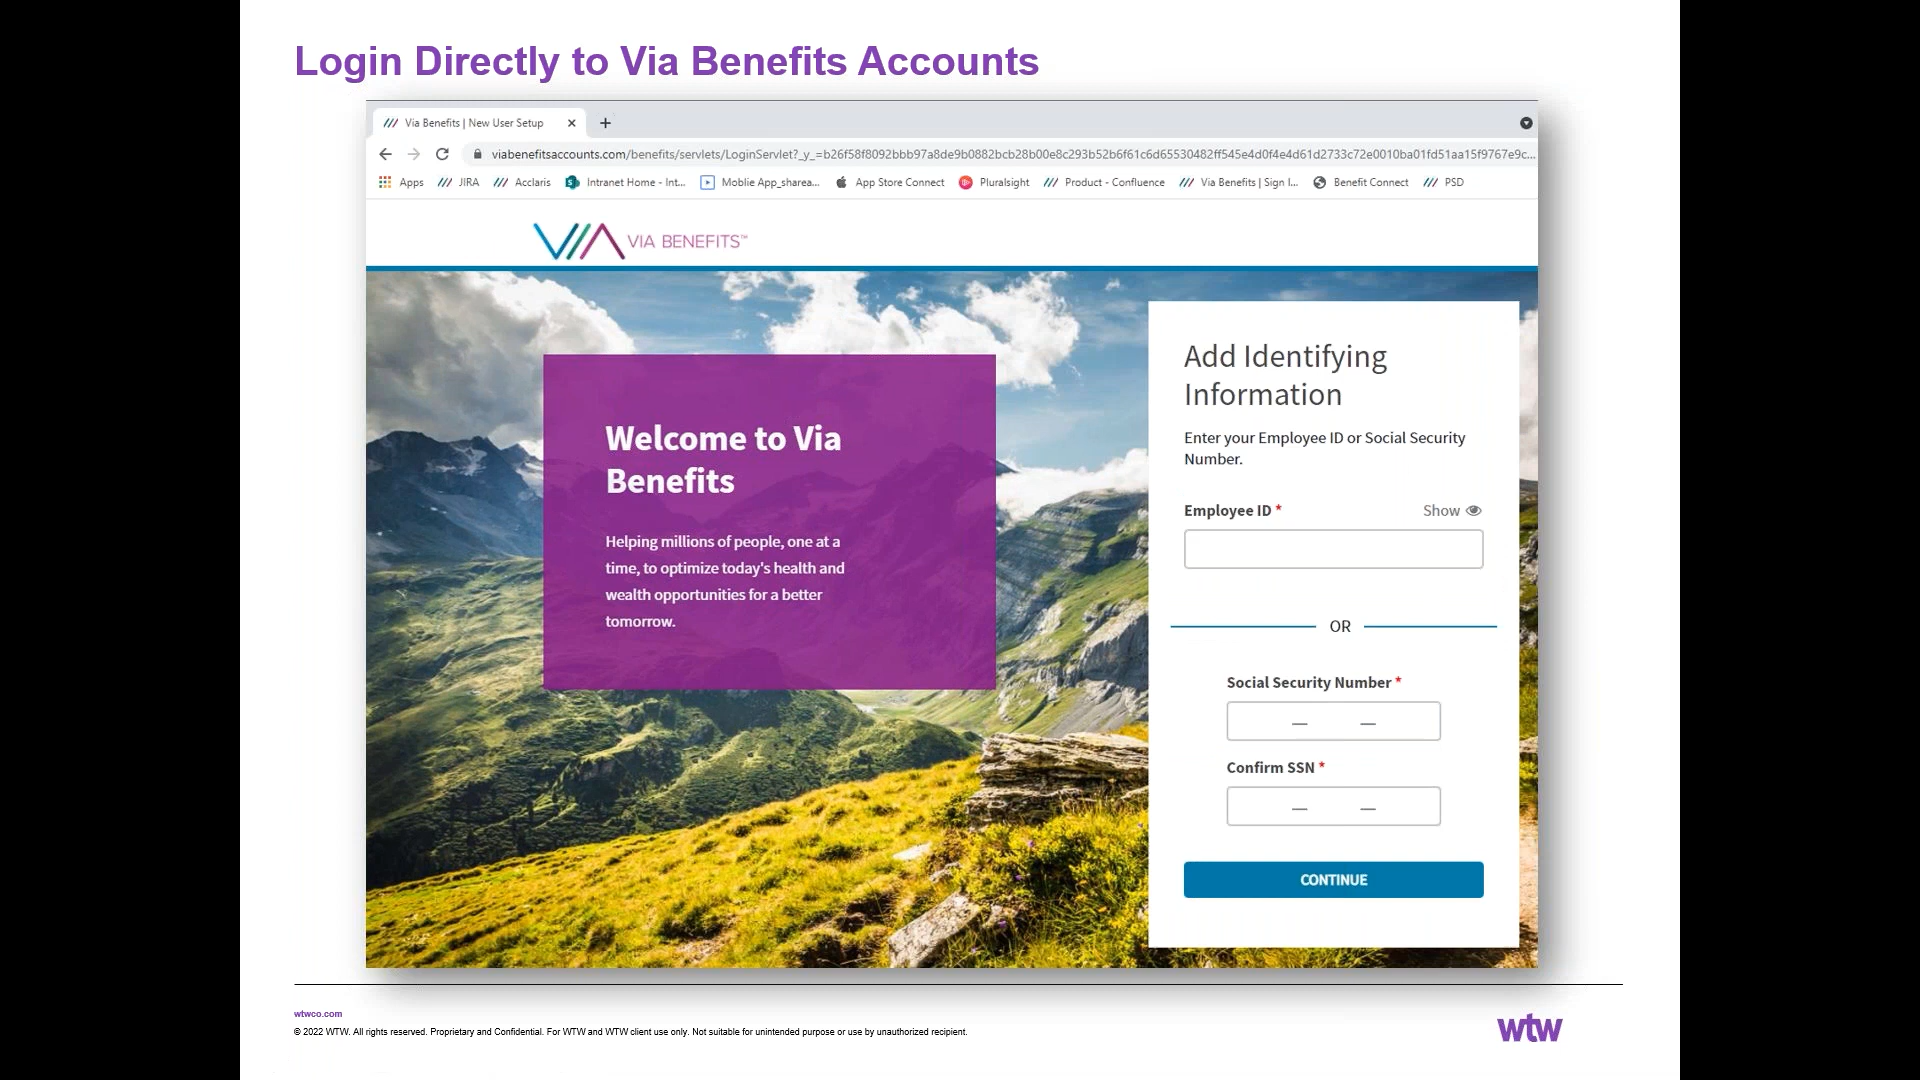 Login Directly to Via Benefits Accounts
Via Benefits | New User Setup
viabenefitsaccounts.com/benefits/servlets/LoginServlet?_y_=b26f58f8092bbb97a8de9b0882bcb28b00e8c293b52b6f61c6d65530482ff545e4d0f4e4d61d2733c72e0010ba01fd51aa15f9767e9c...
Apps JIRA Acclaris Intranet Home - Int... Moblie App_sharea... App Store Connect Pluralsight Product - Confluence Via Benefits | Sign I... Benefit Connect PSD
VIA VIA BENEFITS™
Welcome to Via
Benefits
Helping millions of people, one at a
time, to optimize today's health and
wealth opportunities for a better
tomorrow.
Add Identifying
Information
Enter your Employee ID or Social Security
Number.
Employee ID * Show
OR
Social Security Number *
— —
Confirm SSN *
— —
CONTINUE
wtwco.com
© 2022 WTW. All rights reserved. Proprietary and Confidential. For WTW and WTW client use only. Not suitable for unintended purpose or use by unauthorized recipient.
wtw